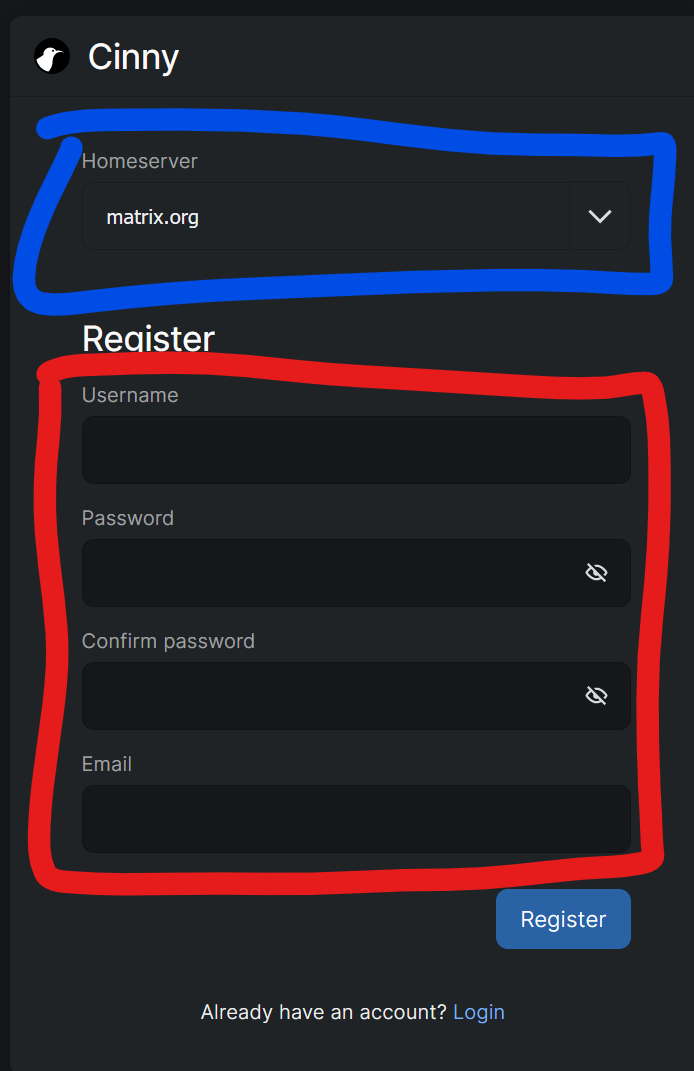 Cinny
Homeserver
matrix.org
Register
Username
Password
Confirm password
Email
Register
Already have an account? Login